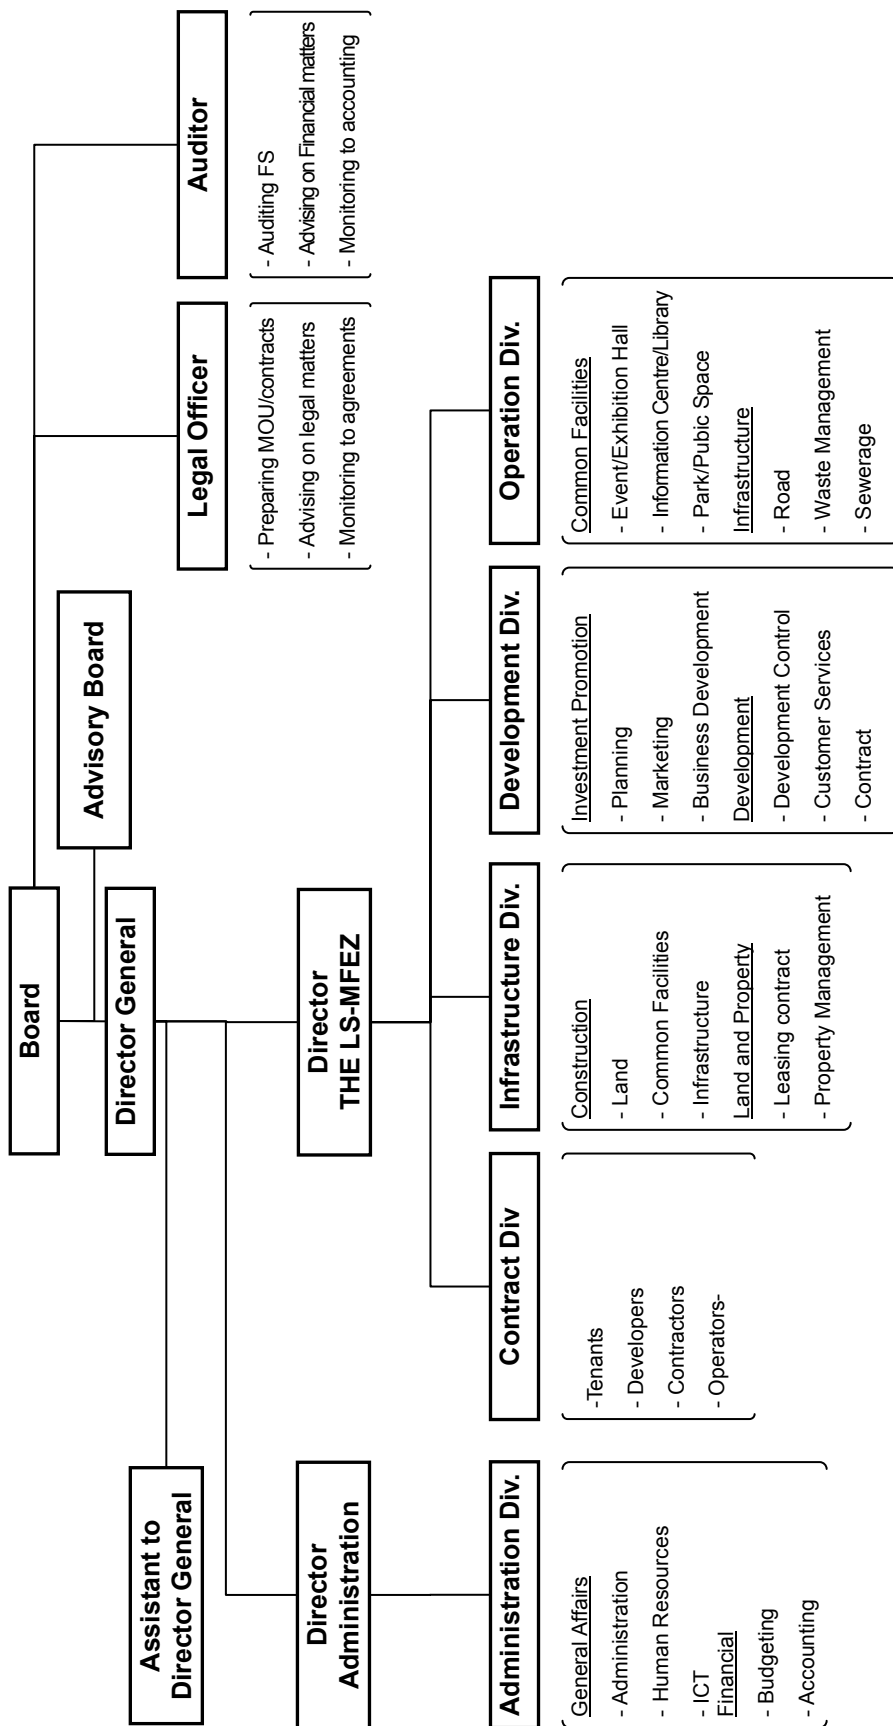 Board
Advisory Board
Director General
Assistant to
Director General
Legal Officer
- Preparing MOU/contracts
- Advising on legal matters
- Monitoring to agreements
Auditor
- Auditing FS
- Advising on Financial matters
- Monitoring to accounting
Director
Administration
Director
THE LS-MFEZ
Administration Div.
General Affairs
- Administration
- Human Resources
- ICT
Financial
- Budgeting
- Accounting
Contract Div
-Tenants
- Developers
- Contractors
- Operators-
Infrastructure Div.
Construction
- Land
- Common Facilities
- Infrastructure
Land and Property
- Leasing contract
- Property Management
Development Div.
Investment Promotion
- Planning
- Marketing
- Business Development
Development
- Development Control
- Customer Services
- Contract
Operation Div.
Common Facilities
- Event/Exhibition Hall
- Information Centre/Library
- Park/Pubic Space
Infrastructure
- Road
- Waste Management
- Sewerage